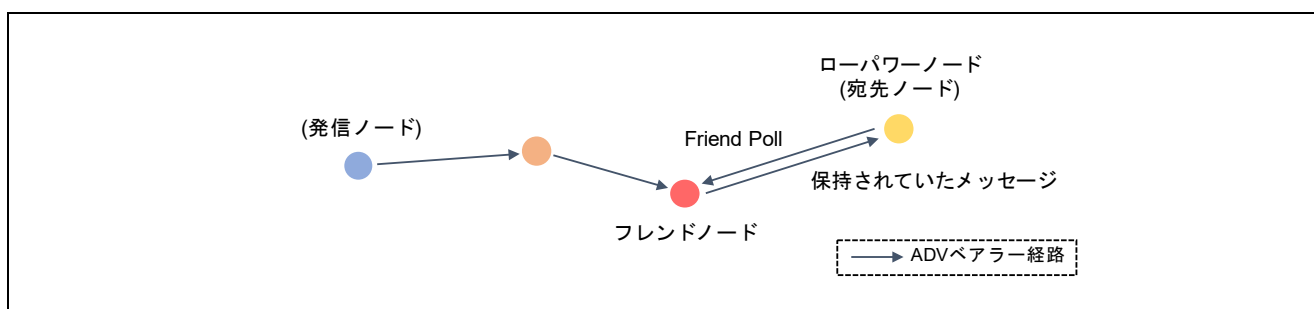 ローパワーノード
(宛先ノード)
(発信ノード)
Friend Poll
保持されていたメッセージ
フレンドノード
ADVベアラー経路